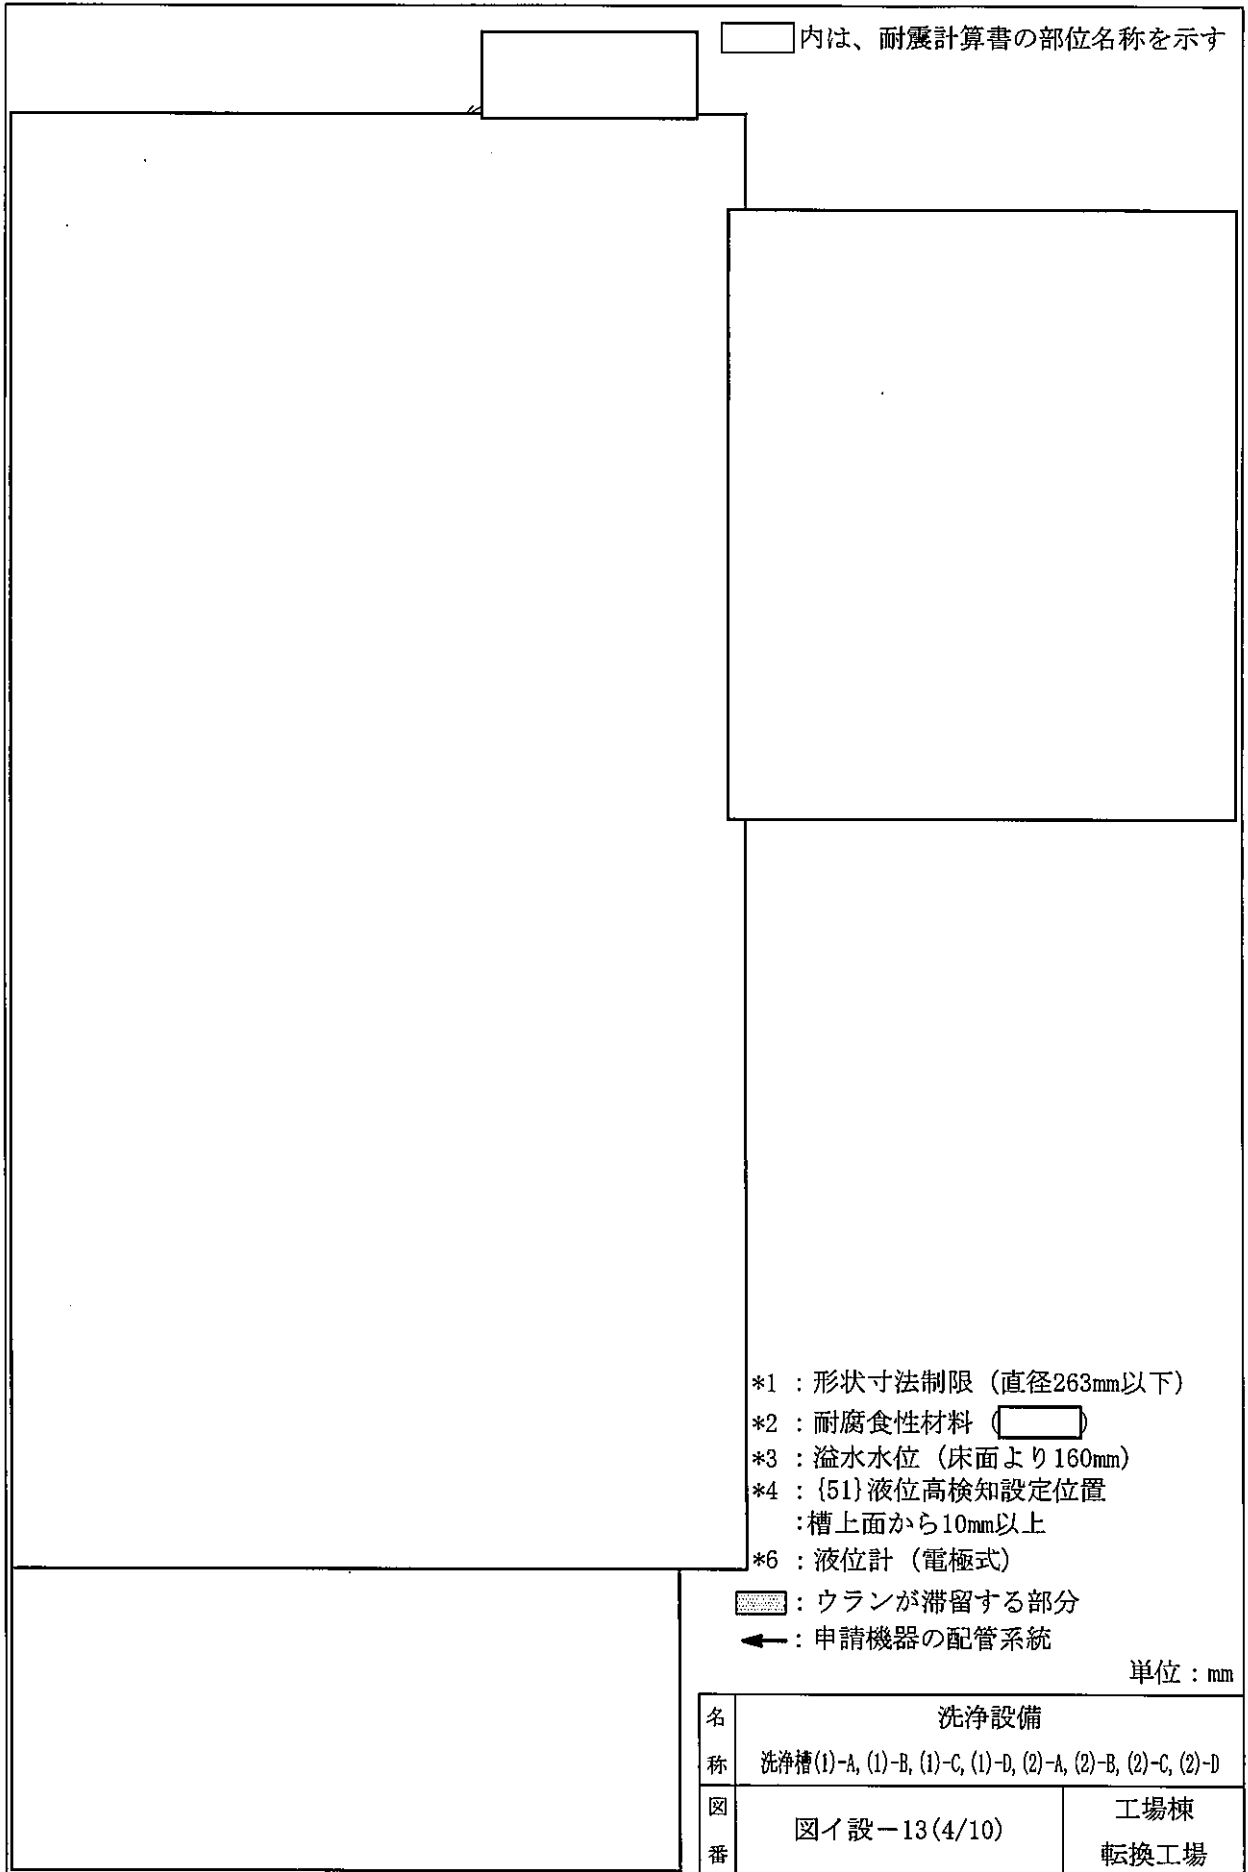 内は、耐震計算書の部位名称を示す
*1 : 形状寸法制限 (直径263mm以下)
*2 : 耐腐食性材料 ( )
*3 : 溢水水位 (床面より160mm)
*4 : {51}液位高検知設定位置
:槽上面から10mm以上
*6 : 液位計 (電極式)
: ウランが滞留する部分
: 申請機器の配管系統
単位:mm
名称
洗浄設備
洗浄槽(1)-A, (1)-B, (1)-C, (1)-D, (2)-A, (2)-B, (2)-C, (2)-D
図番
図イ設-13(4/10)
工場棟
転換工場